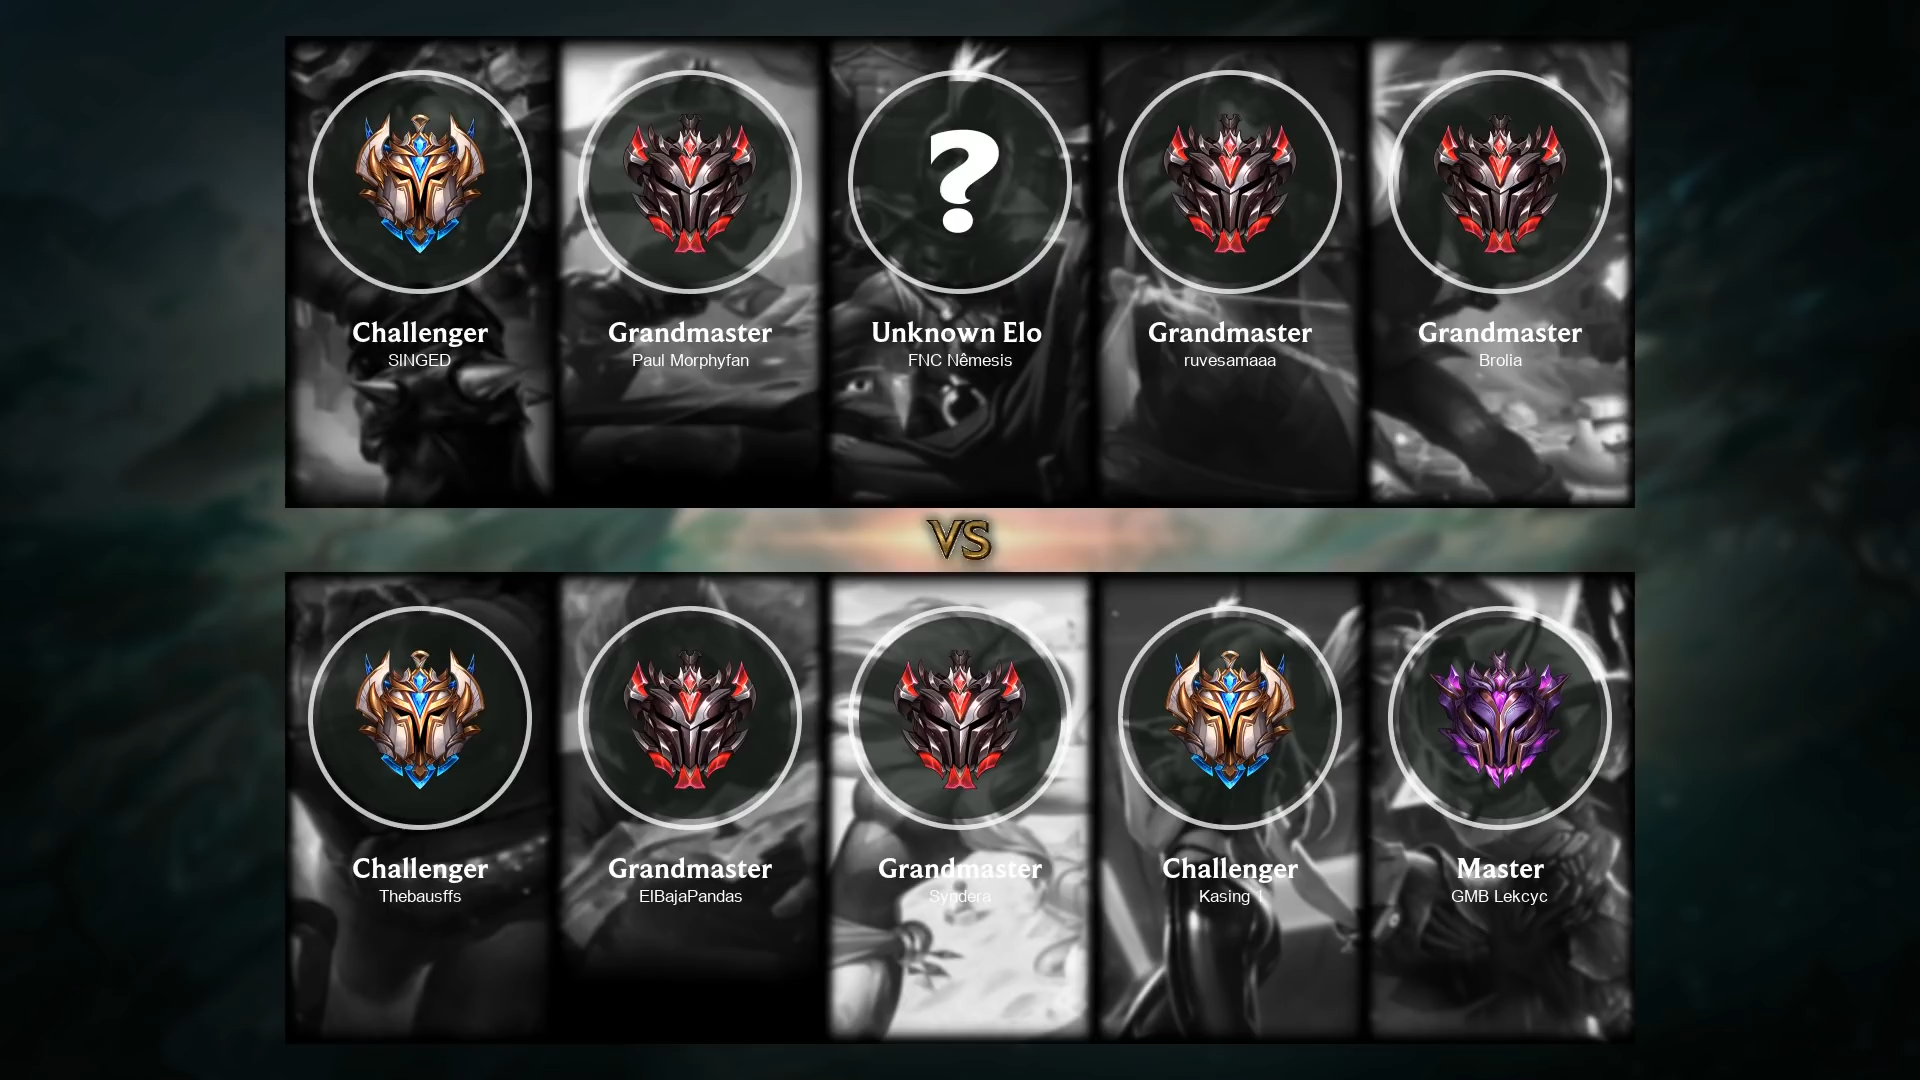 Challenger
SINGED
Grandmaster
Paul Morphyfan
?
Unknown Elo
FNC Nêmesis
Grandmaster
ruvesamaaa
Grandmaster
Brolia
VS
Challenger
Thebausffs
Grandmaster
ElBajaPandas
Grandmaster
Syndera
Challenger
Kasing 1
Master
GMB Lekcyc